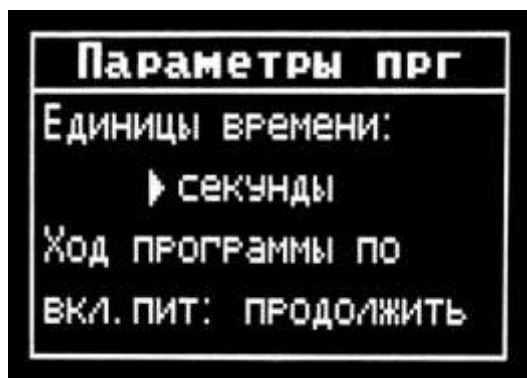 Параметры прг
Единицы времени:
секунды
Ход программы по
вкл.пит: продолжить